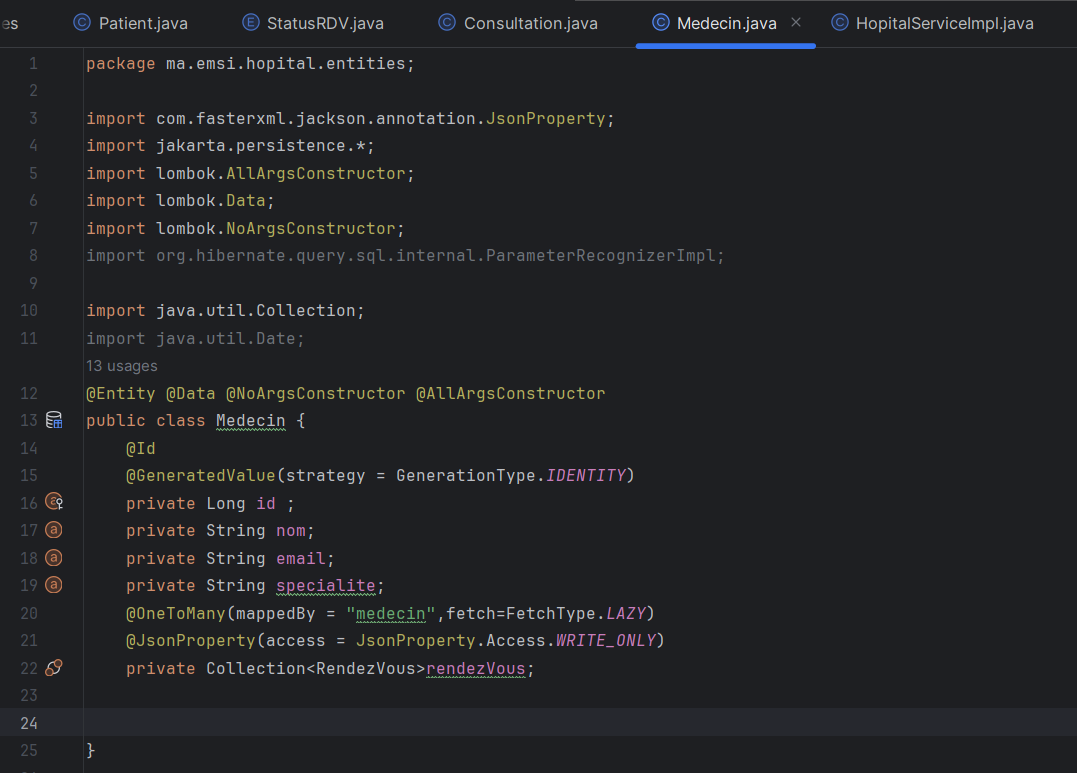 es Patient.java StatusRDV.java Consultation.java Medecin.java HopitalServiceImpl.java
1 package ma.emsi.hopital.entities;
2
3 import com.fasterxml.jackson.annotation.JsonProperty;
4 import jakarta.persistence.*;
5 import lombok.AllArgsConstructor;
6 import lombok.Data;
7 import lombok.NoArgsConstructor;
8 import org.hibernate.query.sql.internal.ParameterRecognizerImpl;
9
10 import java.util.Collection;
11 import java.util.Date;
13 usages
12 @Entity @Data @NoArgsConstructor @AllArgsConstructor
13 public class Medecin {
14 @Id
15 @GeneratedValue(strategy = GenerationType.IDENTITY)
16 private Long id ;
17 private String nom;
18 private String email;
19 private String specialite;
20 @OneToMany(mappedBy = "medecin",fetch=FetchType.LAZY)
21 @JsonProperty(access = JsonProperty.Access.WRITE_ONLY)
22 private Collection<RendezVous>rendezVous;
23
24
25 }